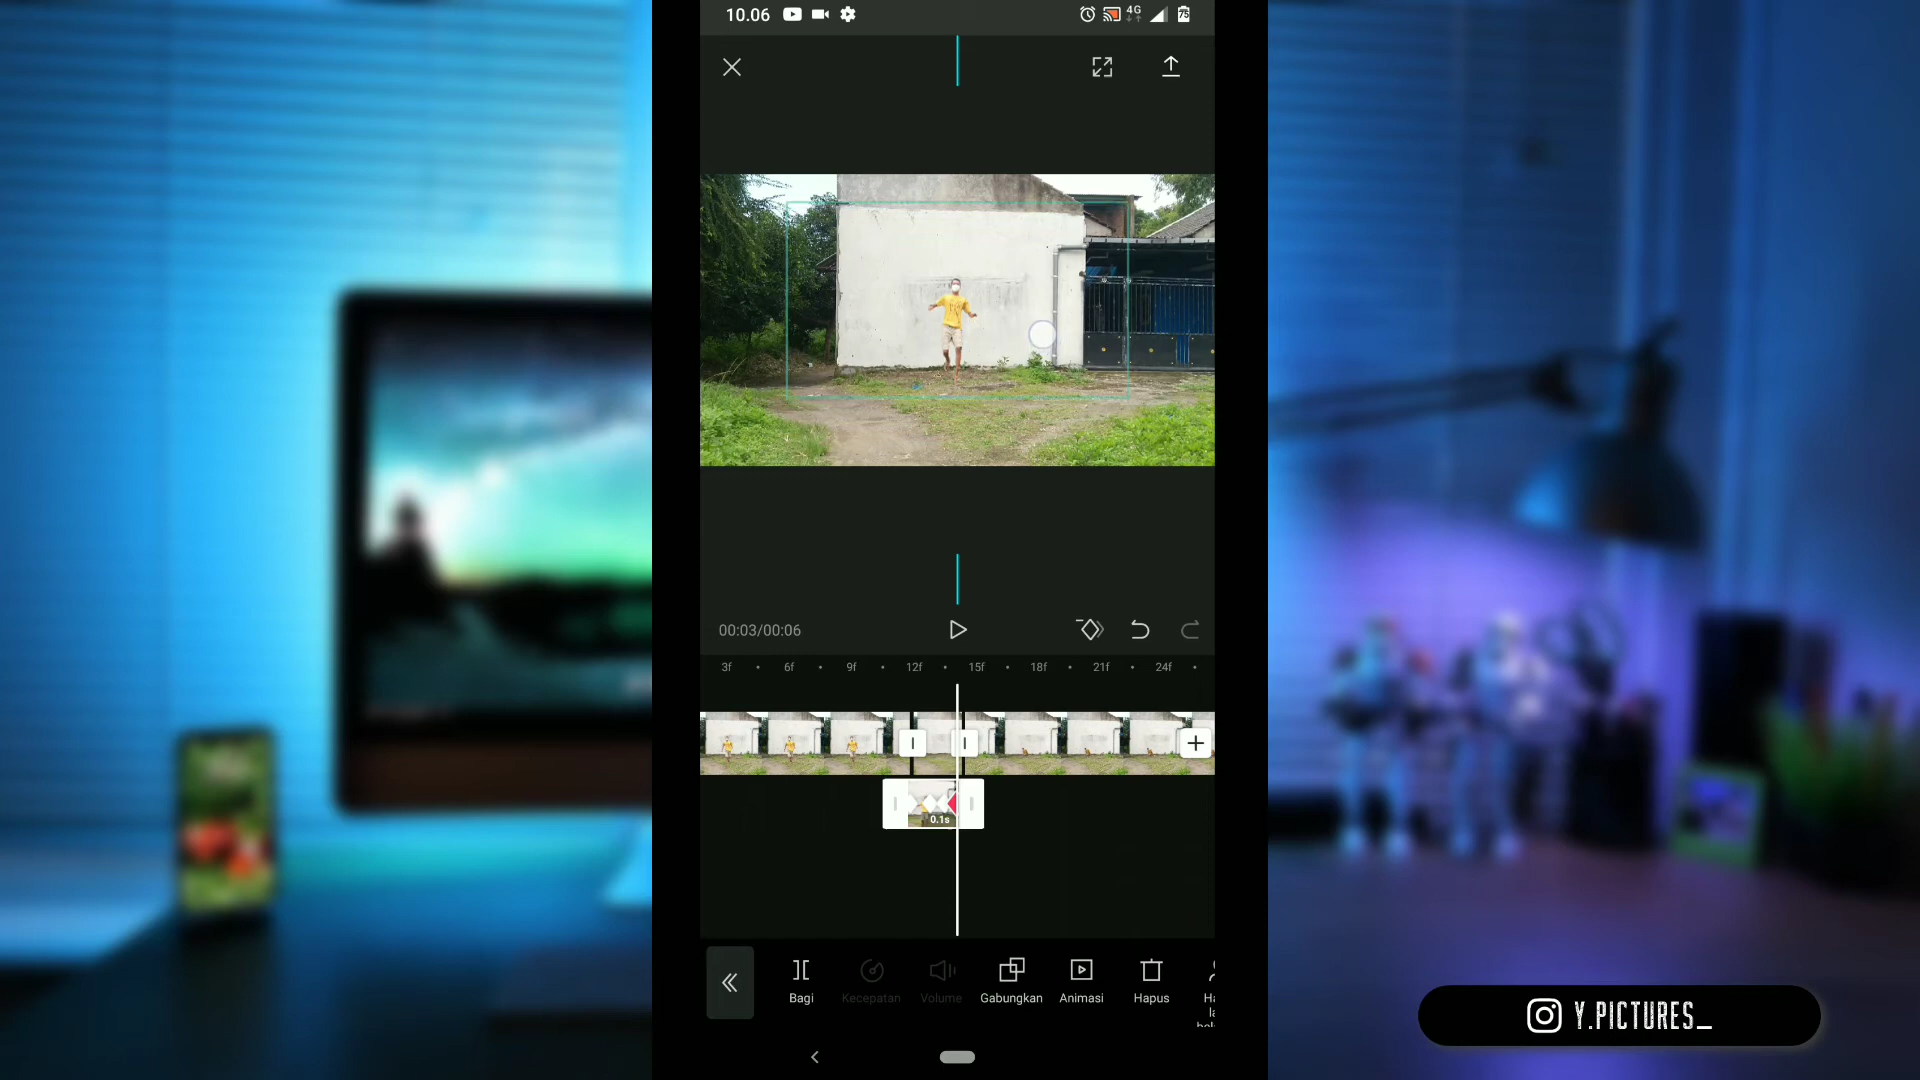 10.06
4G
75
00:03/00:06
3f 6f 9f 12f 15f 18f 21f 24f
0.1s
Bagi
Kecepatan
Volume
Gabungkan
Animasi
Hapus
Y.PICTURES_